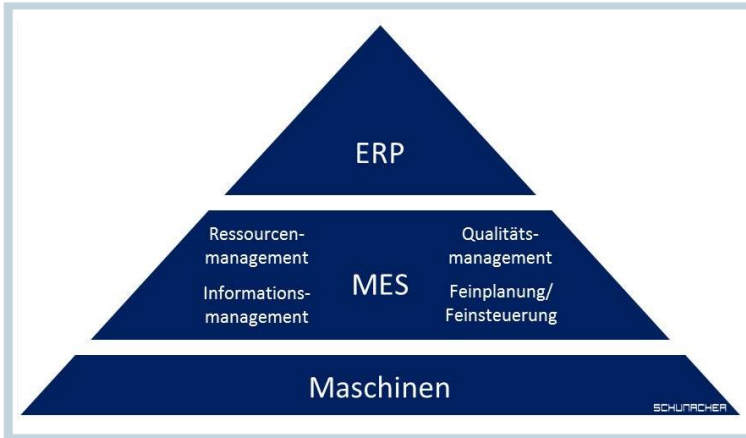 ERP
Ressourcen-
management
Informations-
management
MES
Qualitäts-
management
Feinplanung/
Feinsteuerung
Maschinen
SCHUMACHER